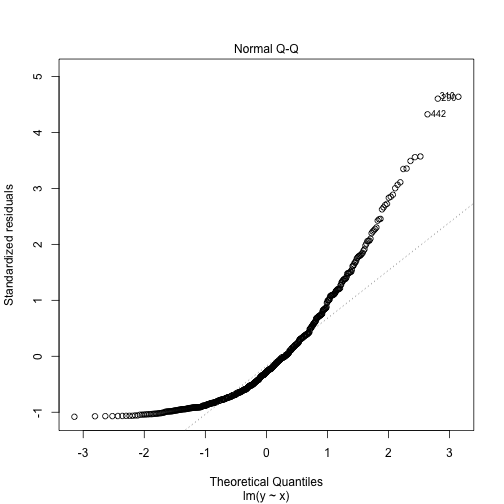 Normal Q-Q
5
4
3
2
1
0
-1
442
-3 -2 -1 0 1 2 3
Standardized residuals
Theoretical Quantiles
lm(y ~ x)